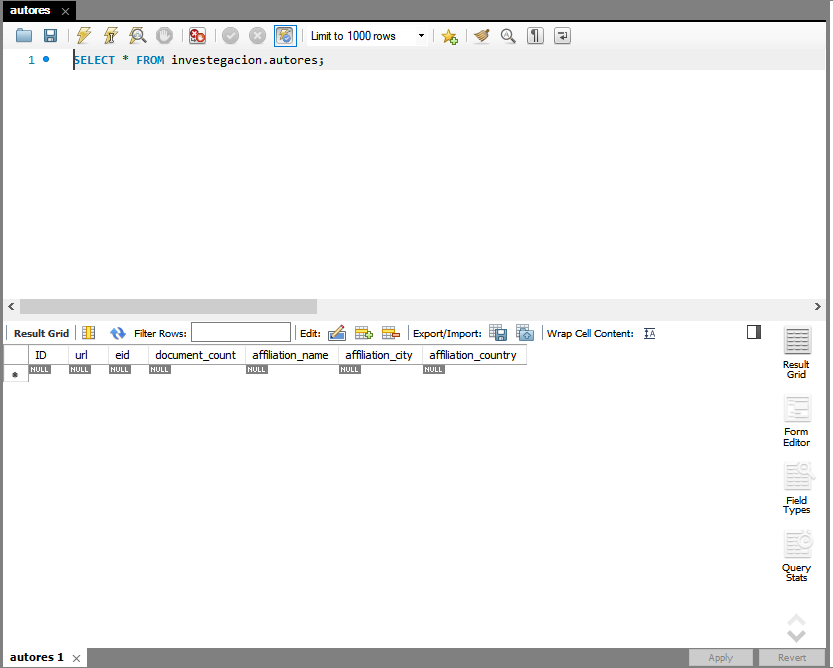 autores
Limit to 1000 rows
1 SELECT * FROM investegacion.autores;
Result Grid Filter Rows: Edit: Export/Import: Wrap Cell Content:
ID url eid document_count affiliation_name affiliation_city affiliation_country
NULL NULL NULL NULL NULL NULL NULL
Result
Grid
Form
Editor
Field
Types
Query
Stats
autores 1
Apply Revert